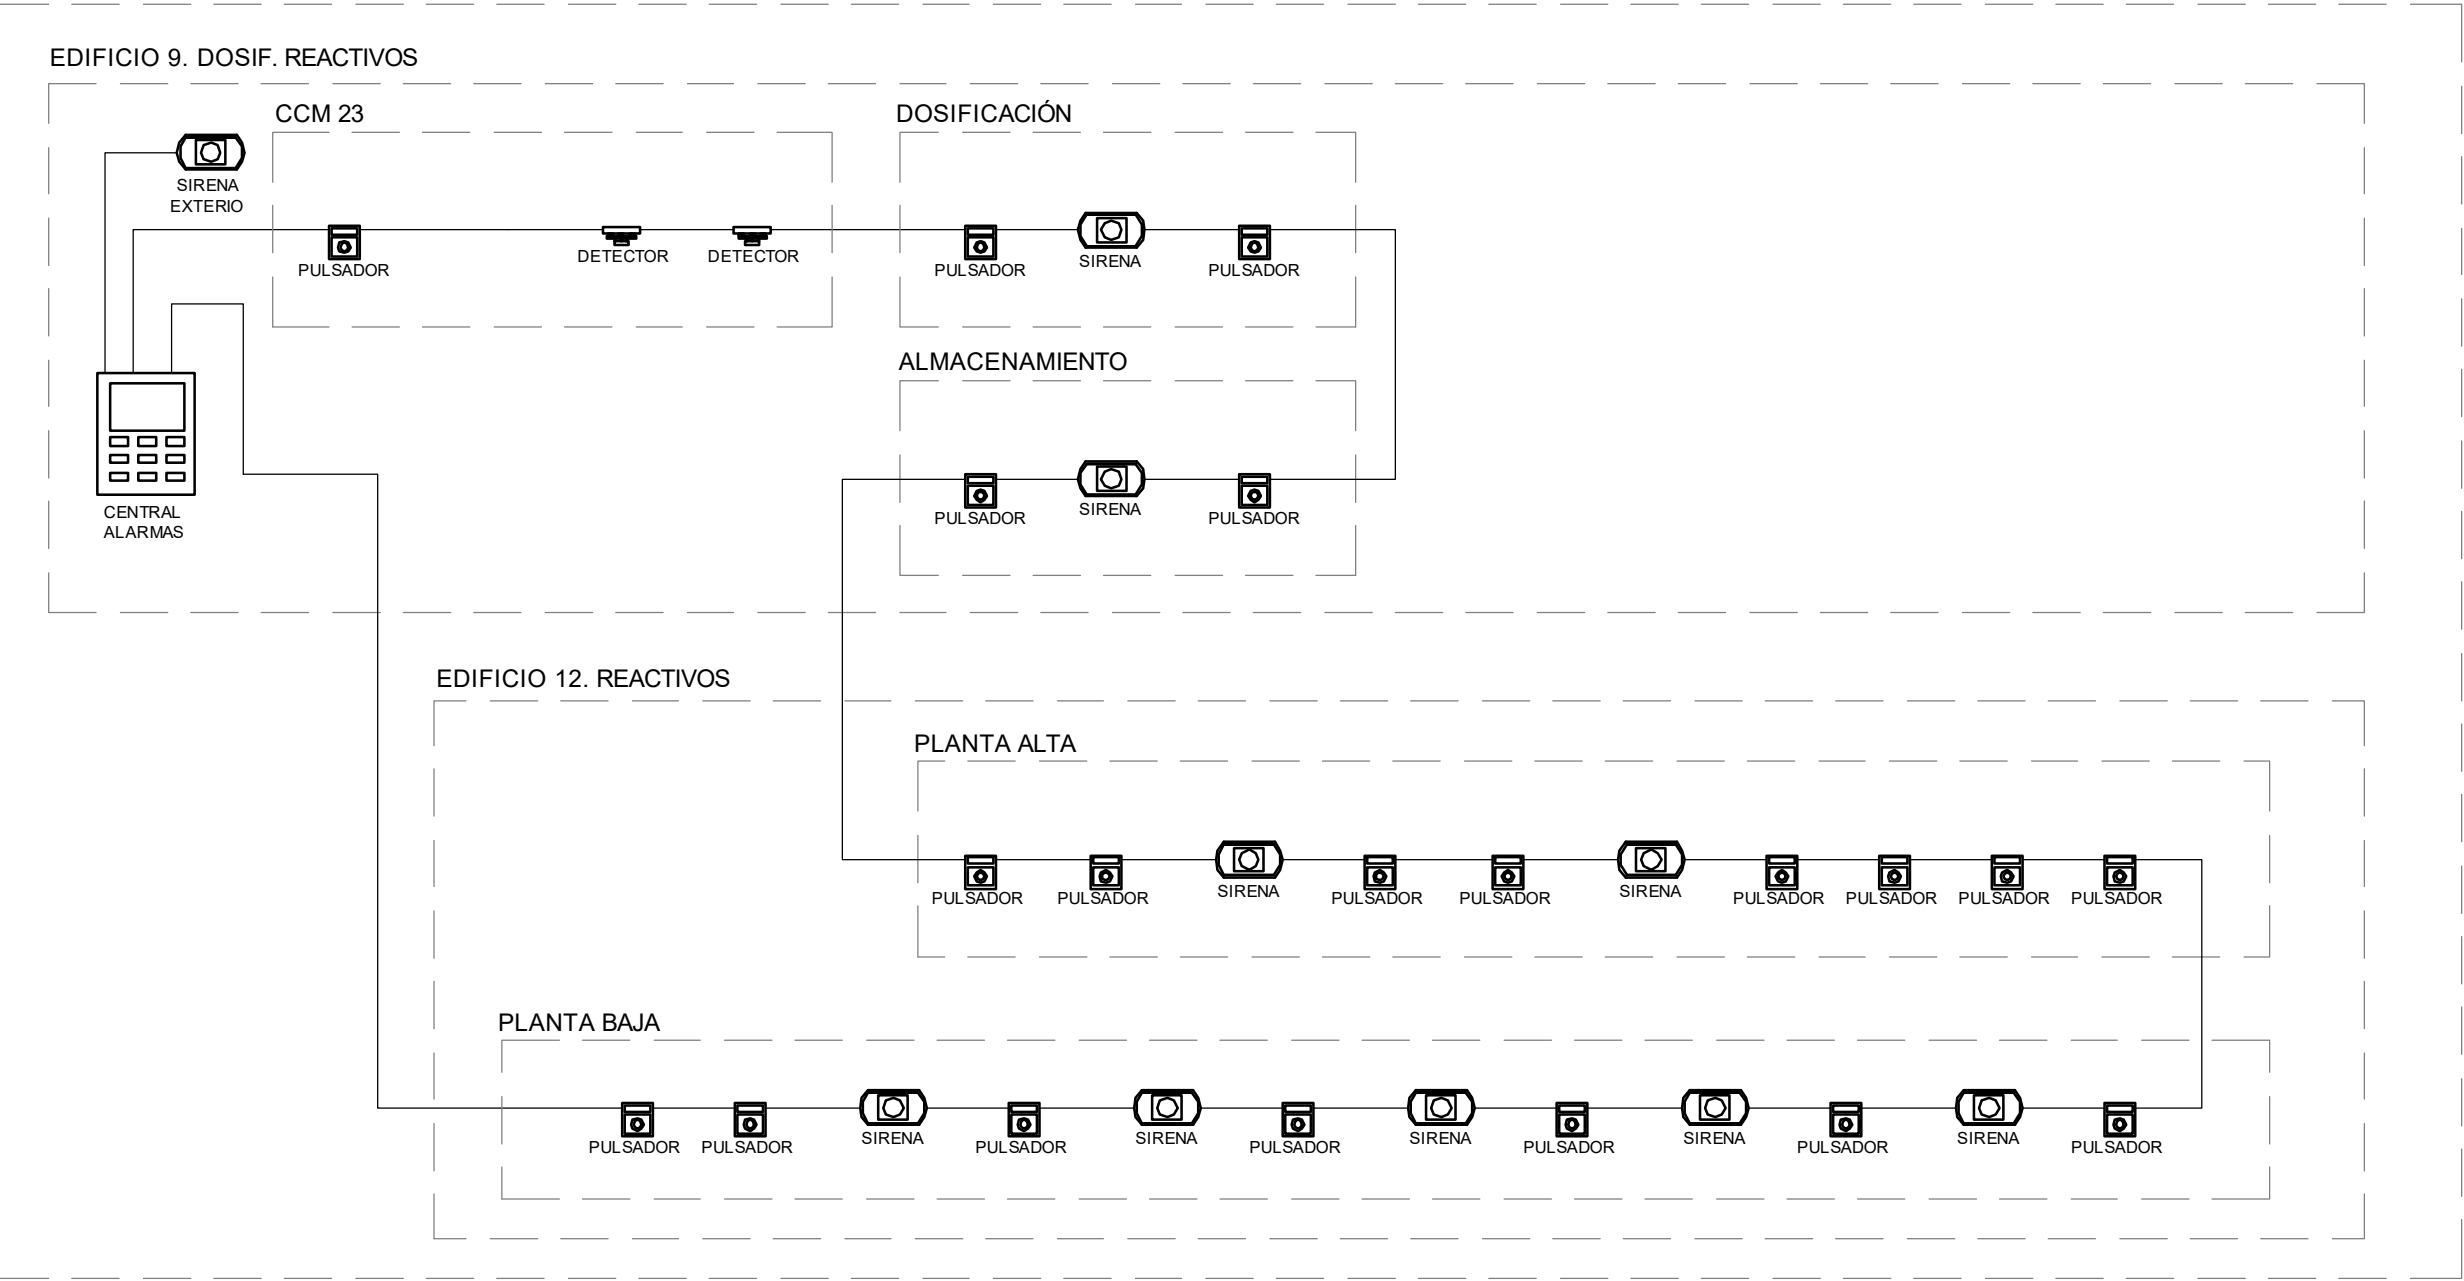 EDIFICIO 9. DOSIF. REACTIVOS
CCM 23
DOSIFICACIÓN
SIRENA
EXTERIO
PULSADOR
DETECTOR
DETECTOR
PULSADOR
SIRENA
PULSADOR
ALMACENAMIENTO
PULSADOR
SIRENA
PULSADOR
CENTRAL
ALARMAS
EDIFICIO 12. REACTIVOS
PLANTA ALTA
PULSADOR
PULSADOR
SIRENA
PULSADOR
PULSADOR
SIRENA
PULSADOR
PULSADOR
PULSADOR
PULSADOR
PLANTA BAJA
PULSADOR
PULSADOR
SIRENA
PULSADOR
SIRENA
PULSADOR
SIRENA
PULSADOR
SIRENA
PULSADOR
SIRENA
PULSADOR